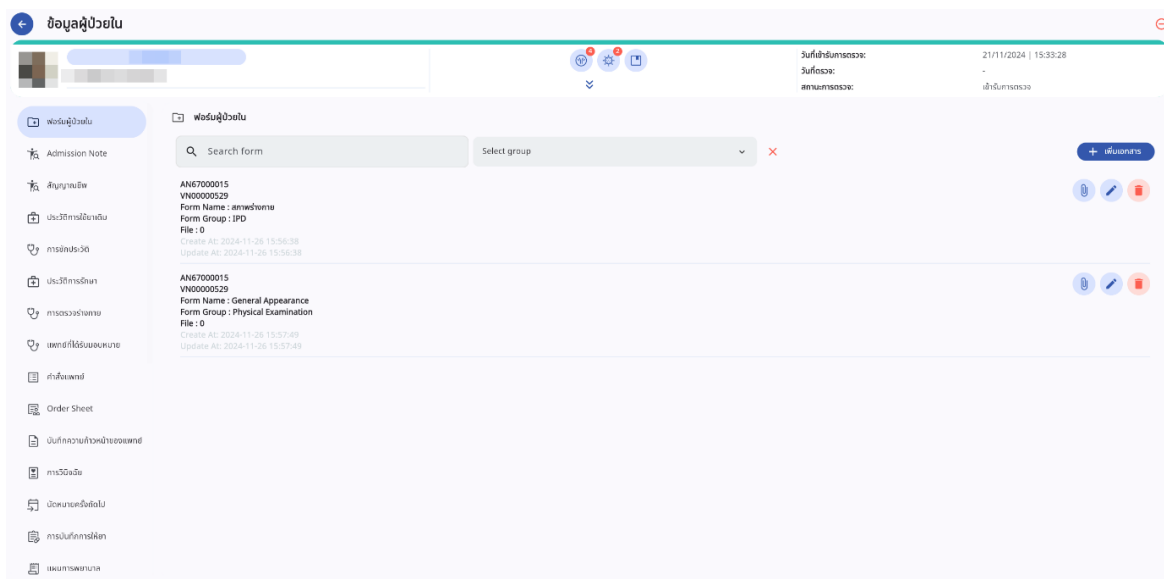 ข้อมูลผู้ป่วยใน
4
2
วันที่เข้ารับการตรวจ:
21/11/2024 | 15:33:28
วันที่ตรวจ:
-
สถานะการตรวจ:
เข้ารับการตรวจ
ฟอร์มผู้ป่วยใน
Admission Note
สัญญาณชีพ
ประวัติการใช้ยาเดิม
การซักประวัติ
ประวัติการรักษา
การตรวจร่างกาย
แพทย์ที่ได้รับมอบหมาย
คำสั่งแพทย์
Order Sheet
บันทึกความก้าวหน้าของแพทย์
การวินิจฉัย
นัดหมายครั้งถัดไป
การบันทึกการให้ยา
แผนการพยาบาล
ฟอร์มผู้ป่วยใน
Search form
Select group
เพิ่มเอกสาร
AN67000015
VN00000529
Form Name : สภาพร่างกาย
Form Group : IPD
File : 0
Create At: 2024-11-26 15:56:38
Update At: 2024-11-26 15:56:38
AN67000015
VN00000529
Form Name : General Appearance
Form Group : Physical Examination
File : 0
Create At: 2024-11-26 15:57:49
Update At: 2024-11-26 15:57:49